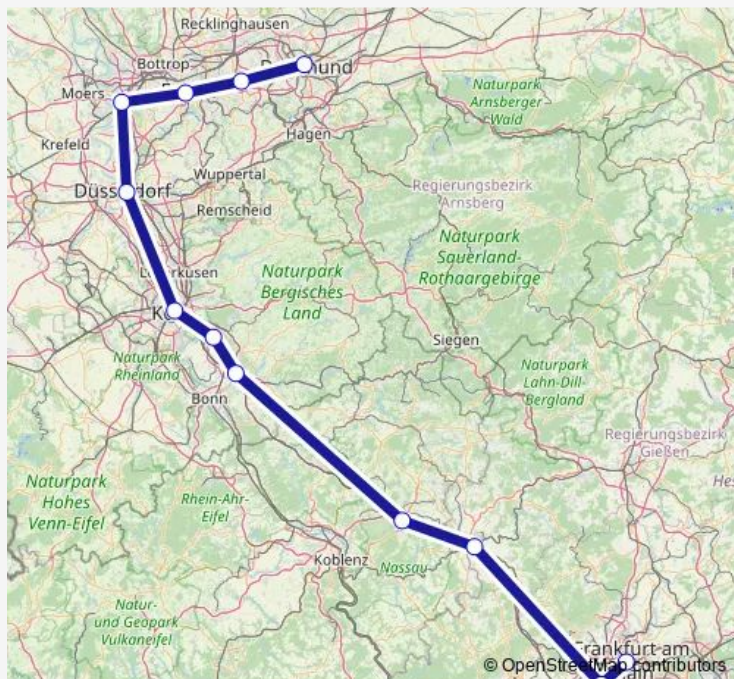 Recklinghausen
Bottrop
Moers
Hagen
Krefeld
Naturpark
Arnsberger
Wald
Wuppertal
Remscheid
Regierungsbezirk
Arnsberg
Naturpark
Sauerland-
Rothaargebirge
Naturpark
Bergisches
Land
Siegen
Naturpark
Rheinland
Naturpark
Lahn-Dill-
Bergland
Bonn
Regierungsbezirk
Gießen
Naturpark
Hohes
Venn-Eifel
Rhein-Ahr-
Eifel
Koblenz
Nassau
Natur-
und Geopark
Vulkaneifel
Frankfurt am
© OpenStreetMap contributors